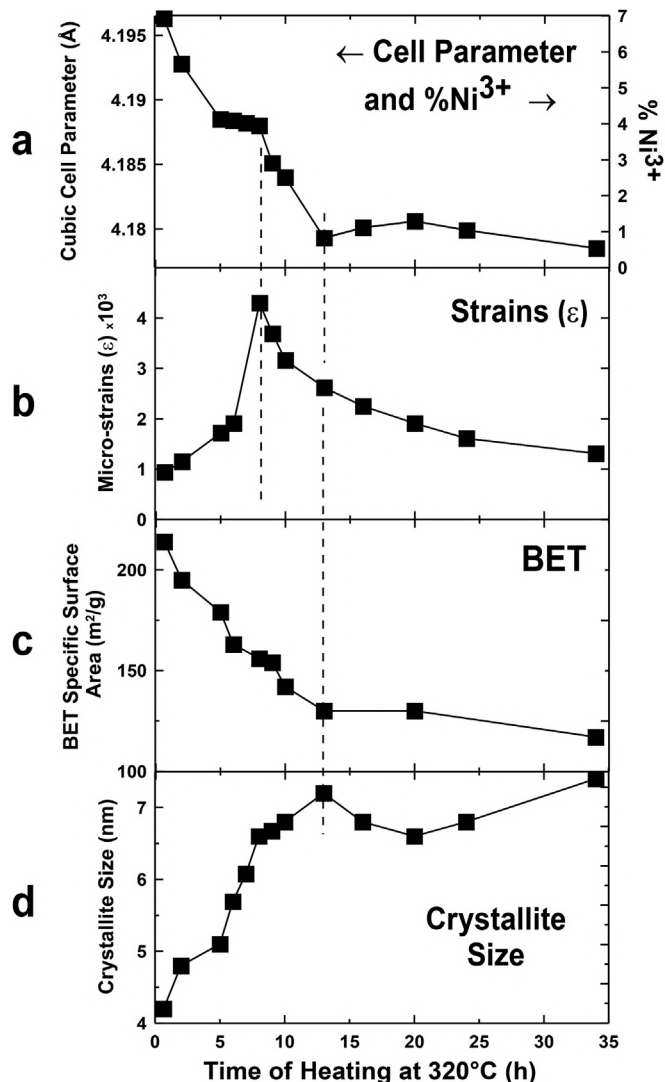 a
Cubic Cell Parameter (Å)
4.195
4.19
4.185
4.18
← Cell Parameter
and %Ni3+ →
7
6
5
4
3
2
1
0
% Ni3+
b
Micro-strains (ε) x10³
4
3
2
1
0
Strains (ε)
c
BET Specific Surface
Area (m²/g)
200
150
100
BET
d
Crystallite Size (nm)
7
6
5
4
Crystallite
Size
0 5 10 15 20 25 30 35
Time of Heating at 320°C (h)